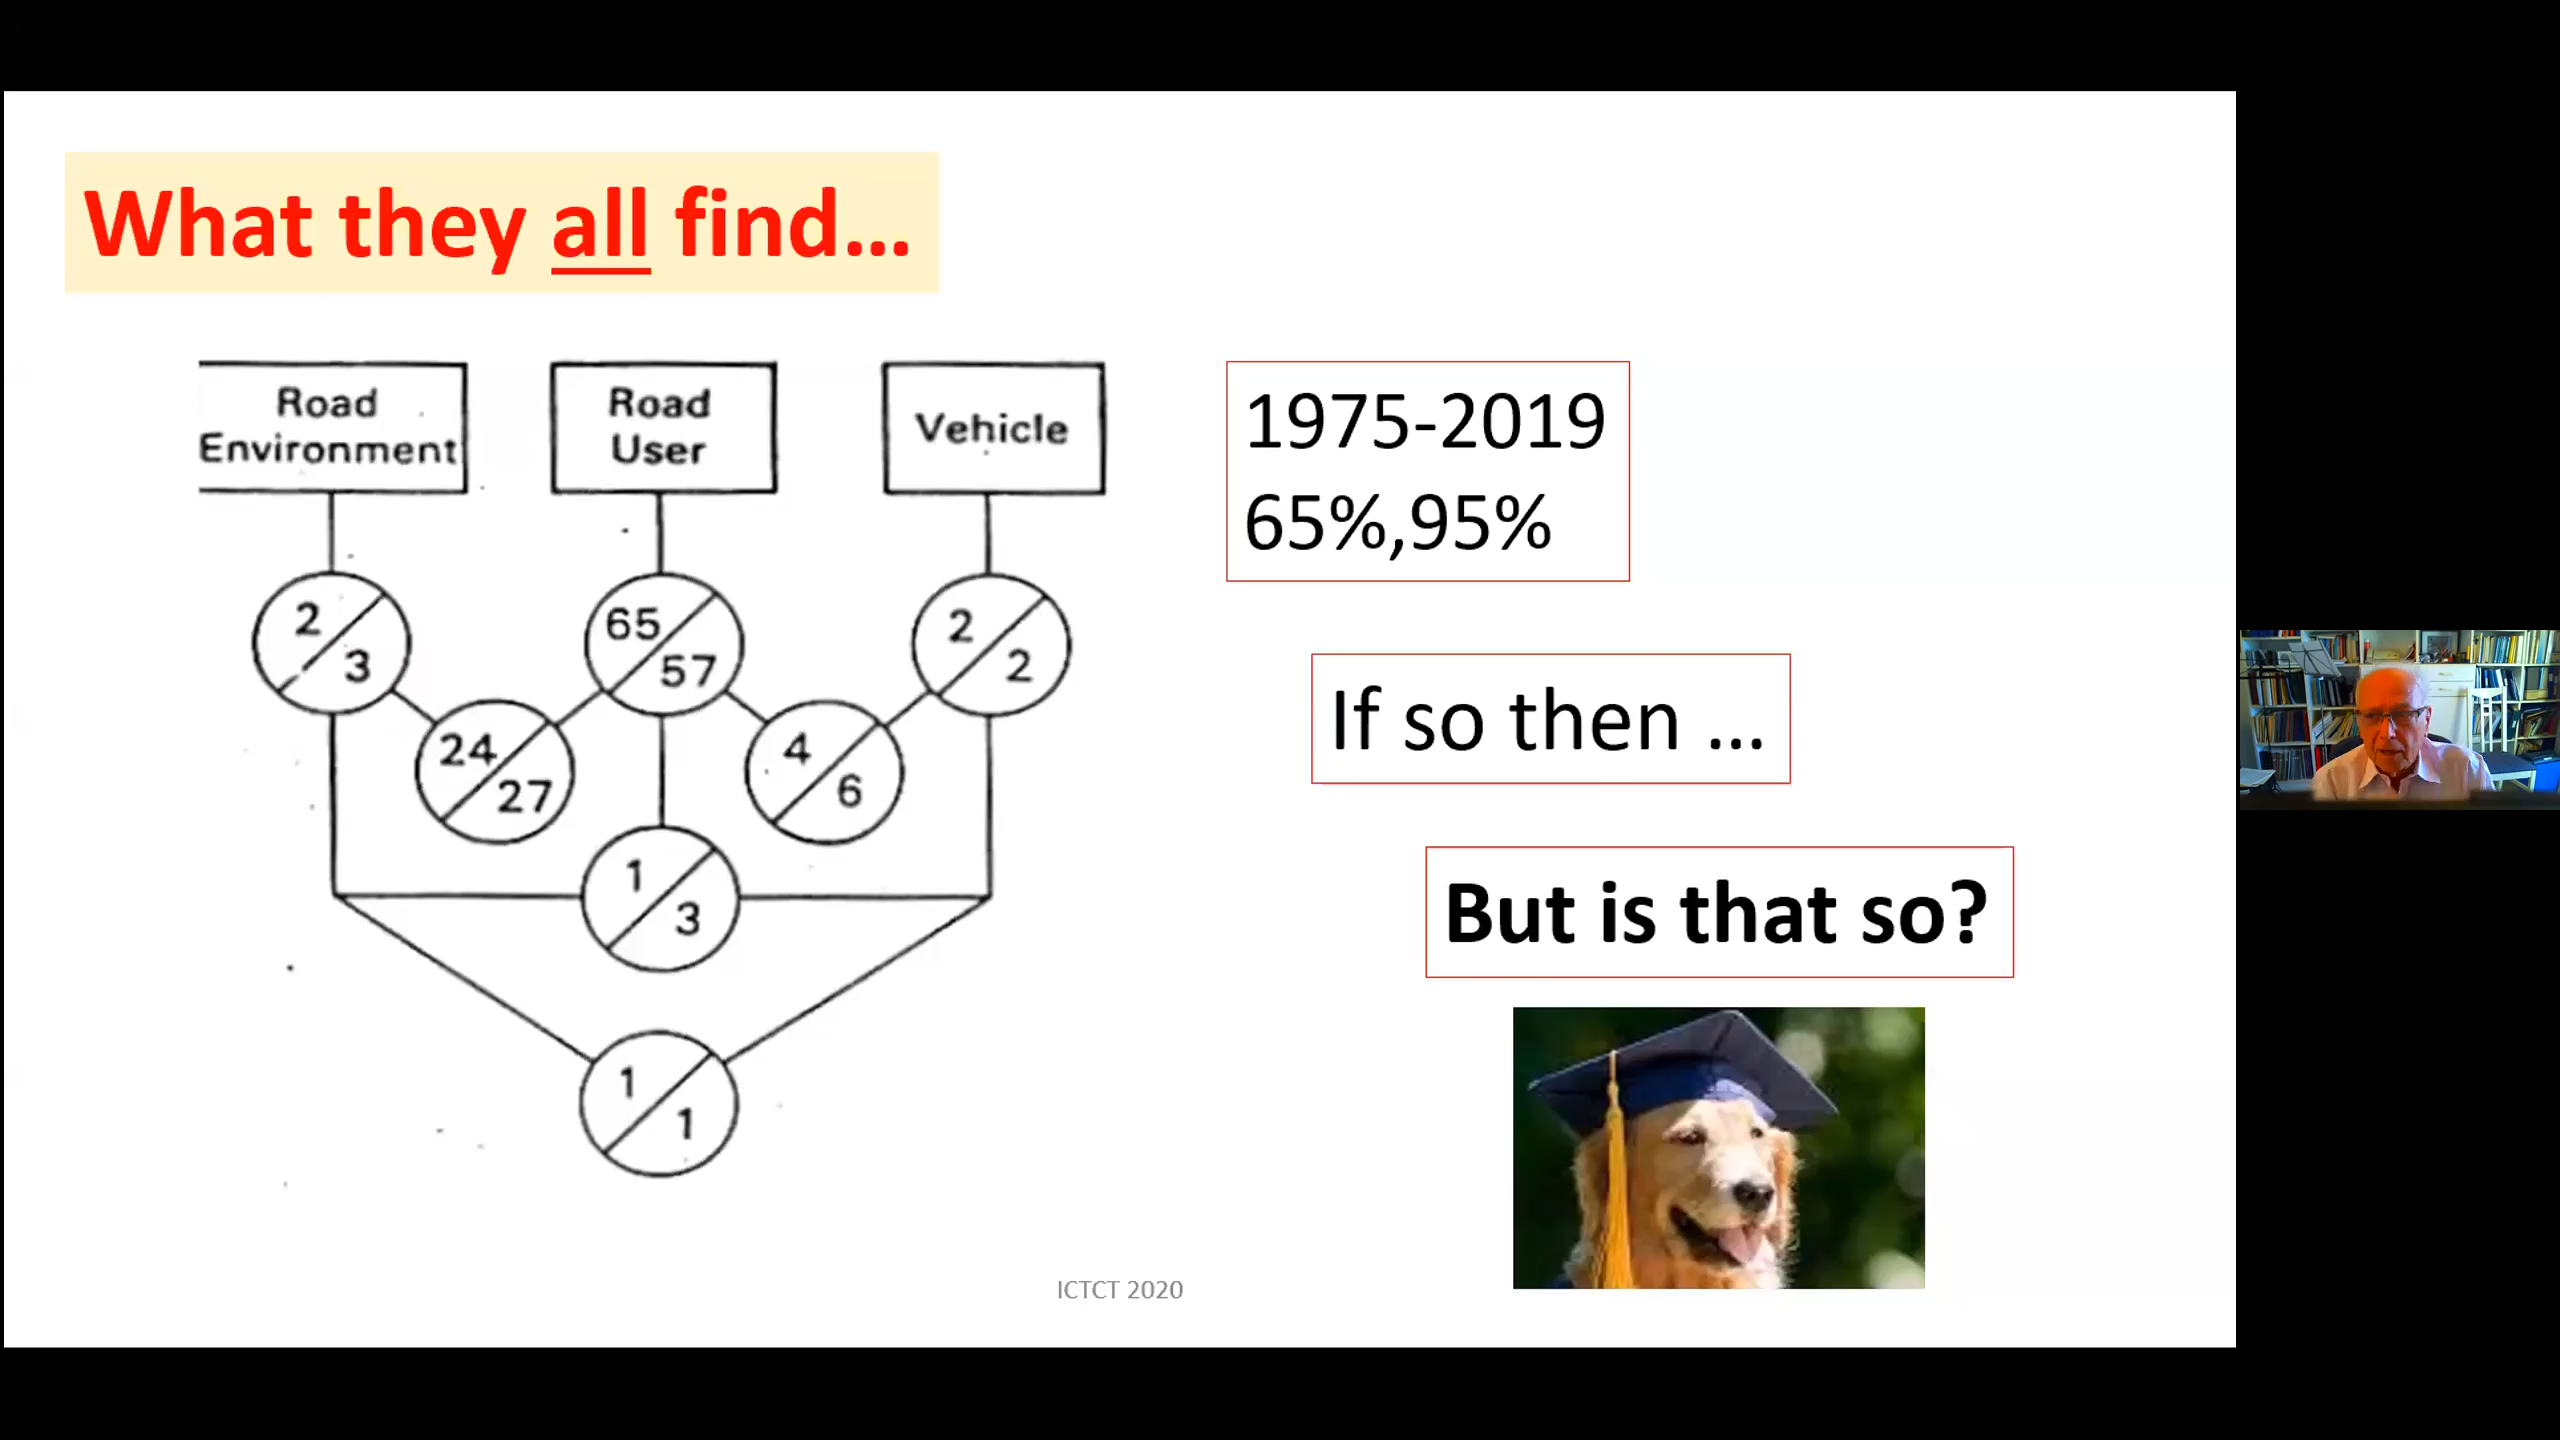 What they all find...
Road
Environment
Road
User
Vehicle
2
3
65
57
2
2
24
27
4
6
1
3
1
1
1975-2019
65%,95%
If so then ...
But is that so?
ICTCT 2020